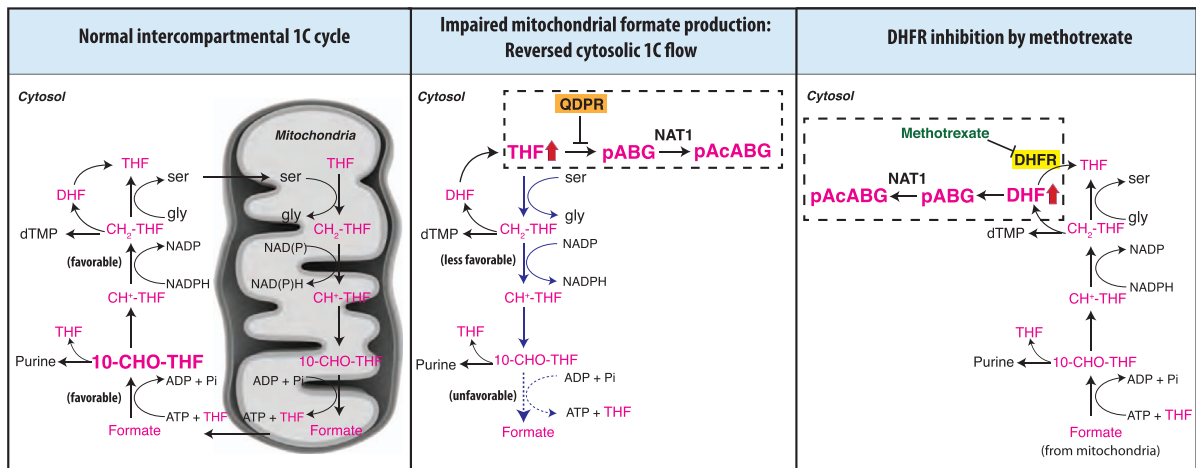 Normal intercompartmental 1C cycle
Cytosol
Mitochondria
THF
THF
ser
ser
DHF
gly
gly
dTMP
CH2-THF
CH2-THF
NADP
NAD(P)
(favorable)
NADPH
NAD(P)H
CH+-THF
CH+-THF
THF
Purine
10-CHO-THF
10-CHO-THF
ADP + Pi
ADP + Pi
(favorable)
ATP + THF
ATP + THF
Formate
Formate
Impaired mitochondrial formate production:
Reversed cytosolic 1C flow
Cytosol
QDPR
NAT1
THF
pABG
pAcABG
ser
DHF
gly
dTMP
CH2-THF
NADP
(less favorable)
NADPH
CH+-THF
THF
Purine
10-CHO-THF
ADP + Pi
(unfavorable)
ATP + THF
Formate
DHFR inhibition by methotrexate
Cytosol
Methotrexate
DHFR
THF
NAT1
ser
pAcABG
pABG
DHF
gly
dTMP
CH2-THF
NADP
NADPH
CH+-THF
THF
Purine
10-CHO-THF
ADP + Pi
ATP + THF
Formate
(from mitochondria)